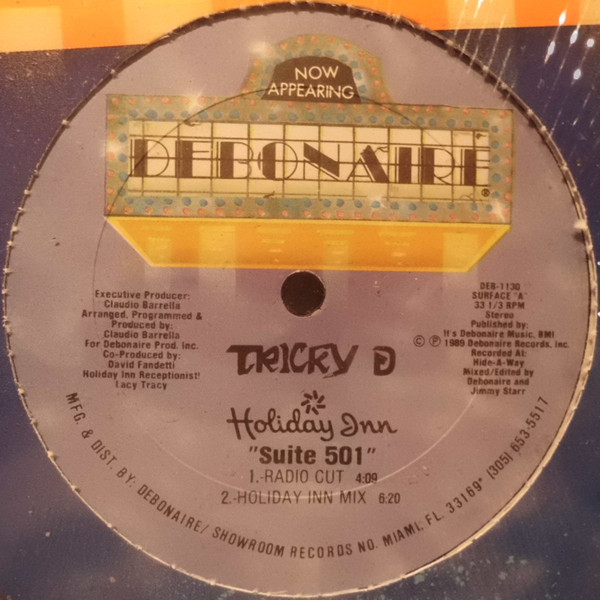 NOW
APPEARING
DEBONAIRE
®
Executive Producer:
Claudio Barrella
Arranged, Programmed &
Produced by:
Claudio Barrella
For Debonaire Prod. Inc.
Co-Produced by:
David Fandetti
Holiday Inn Receptionist!
Lacy Tracy
DEB-1130
SURFACE "A"
33 1/3 RPM
Stereo
Published by:
It's Debonaire Music, BMI
© ℗ 1989 Debonaire Records, Inc.
Recorded At:
Hide-A-Way
Mixed/Edited by
Debonaire and
Jimmy Starr
TRICKY D
Holiday Inn
"Suite 501"
1.-RADIO CUT 4:09
2.-HOLIDAY INN MIX 6:20
MFG. & DIST. BY: DEBONAIRE/ SHOWROOM RECORDS NO. MIAMI, FL. 33169* (305) 653-5517